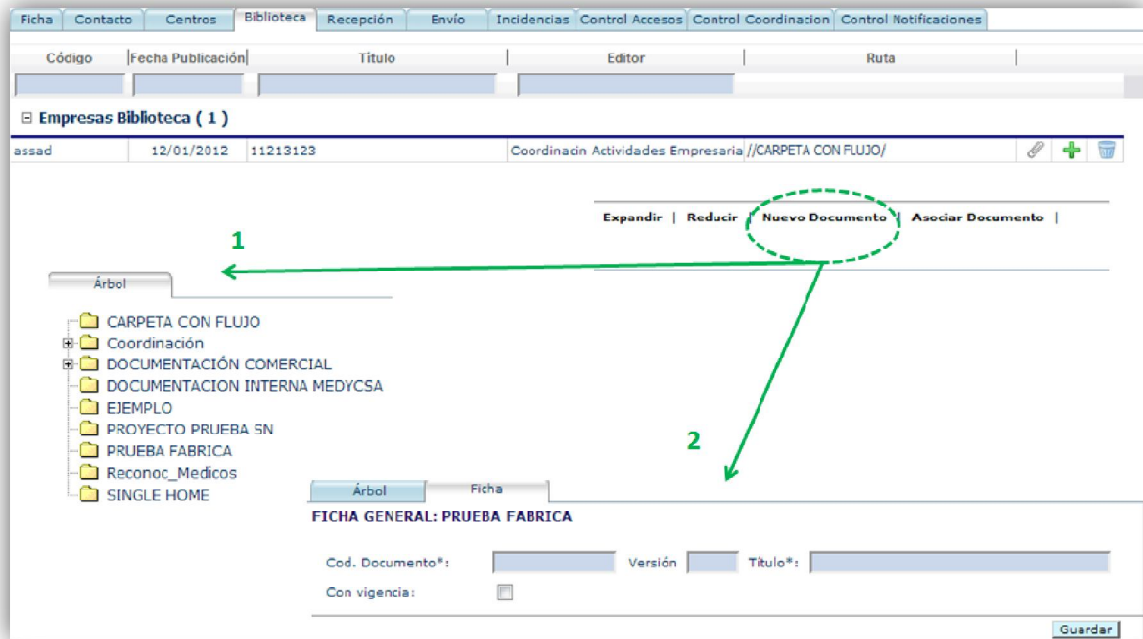 Ficha Contacto Centros Biblioteca Recepción Envío Incidencias Control Accesos Control Coordinacion Control Notificaciones
Código Fecha Publicación Título Editor Ruta
Empresas Biblioteca ( 1 )
assad 12/01/2012 11213123 Coordinacin Actividades Empresaria //CARPETA CON FLUJO/
Expandir | Reducir | Nuevo Documento | Asociar Documento |
1
Árbol
CARPETA CON FLUJO
Coordinación
DOCUMENTACIÓN COMERCIAL
DOCUMENTACION INTERNA MEDYCSA
EJEMPLO
PROYECTO PRUEBA SN
PRUEBA FABRICA
Reconoc_Medicos
SINGLE HOME
2
Árbol Ficha
FICHA GENERAL: PRUEBA FABRICA
Cod. Documento*: Versión Título*:
Con vigencia:
Guardar